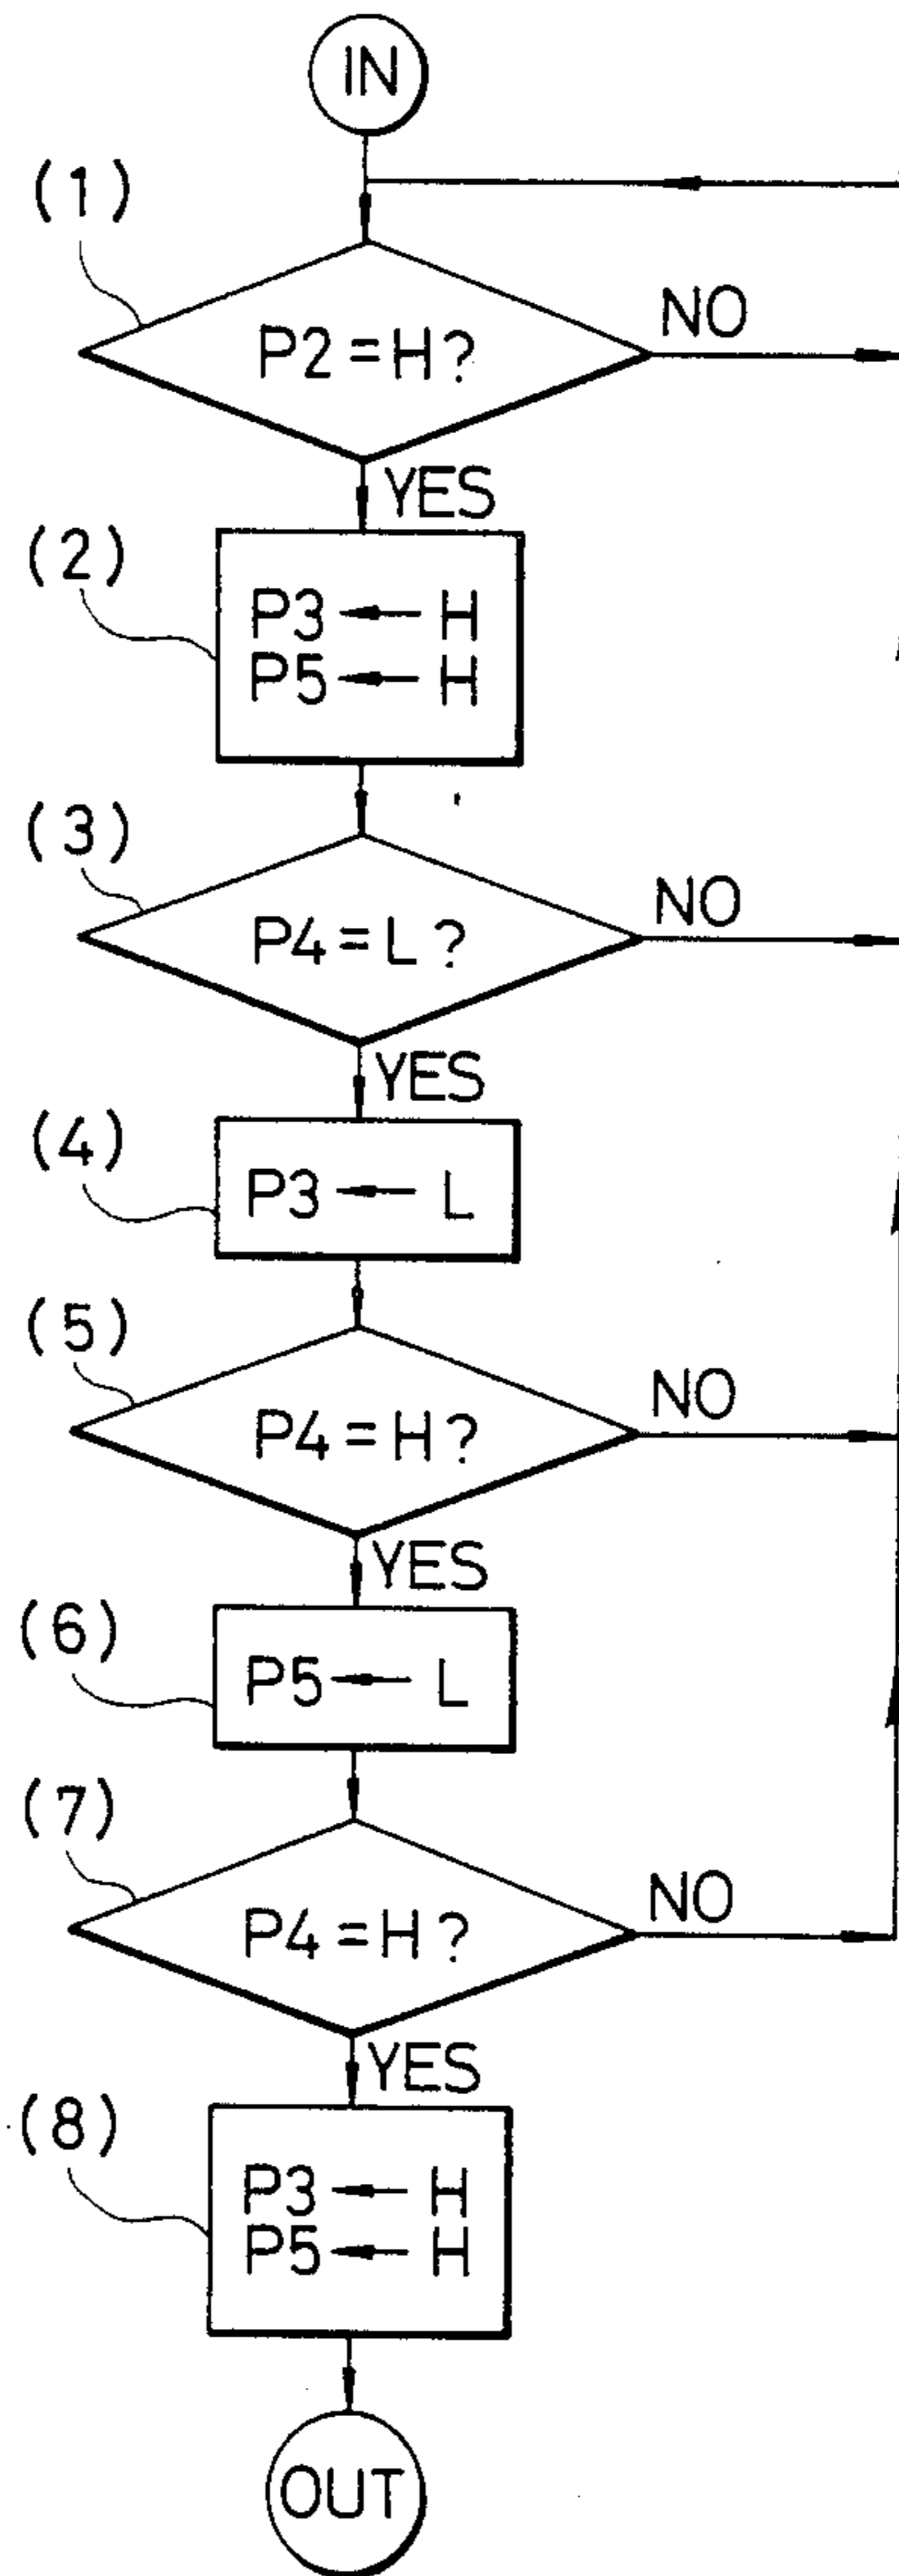 IN
(1)
P2=H?
NO
YES
(2)
P3 ← H
P5 ← H
(3)
P4=L?
NO
YES
(4)
P3 ← L
(5)
P4=H?
NO
YES
(6)
P5 ← L
(7)
P4=H?
NO
YES
(8)
P3 ← H
P5 ← H
OUT